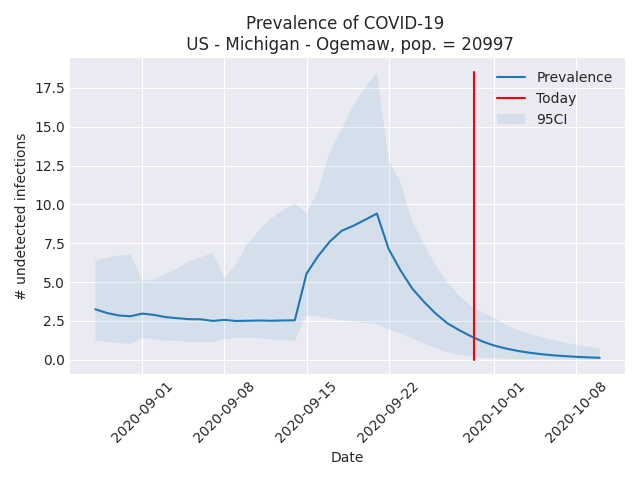 Prevalence of COVID-19
US - Michigan - Ogemaw, pop. = 20997
Prevalence
Today
95CI
17.5
15.0
12.5
10.0
7.5
5.0
2.5
0.0
# undetected infections
2020-09-01
2020-09-08
2020-09-15
2020-09-22
2020-10-01
2020-10-08
Date